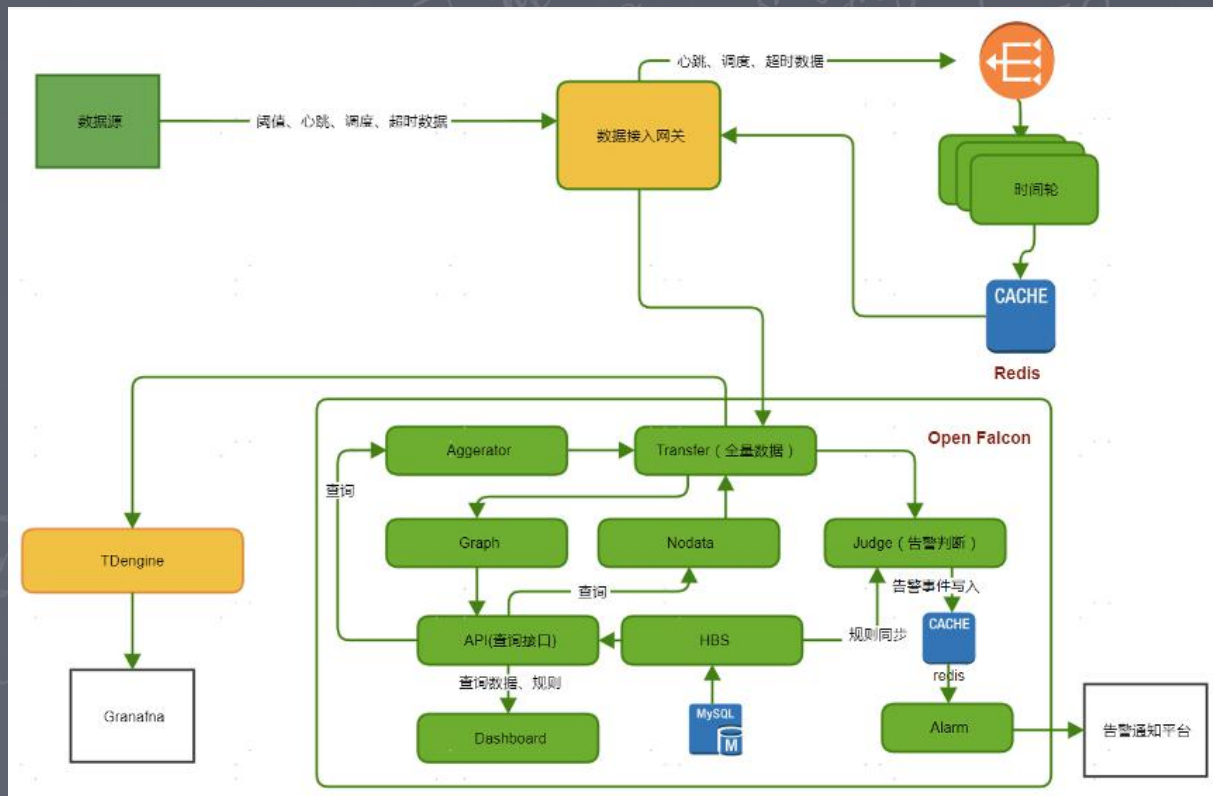 心跳、调度、超时数据
数据源
阈值、心跳、调度、超时数据
数据接入网关
时间轮
CACHE
Redis
Open Falcon
Aggerator
Transfer（全量数据）
查询
TDengine
Graph
Nodata
Judge（告警判断）
查询
告警事件写入
API(查询接口)
HBS
规则同步
CACHE
redis
查询数据、规则
Granafna
Dashboard
MySQL
M
Alarm
告警通知平台